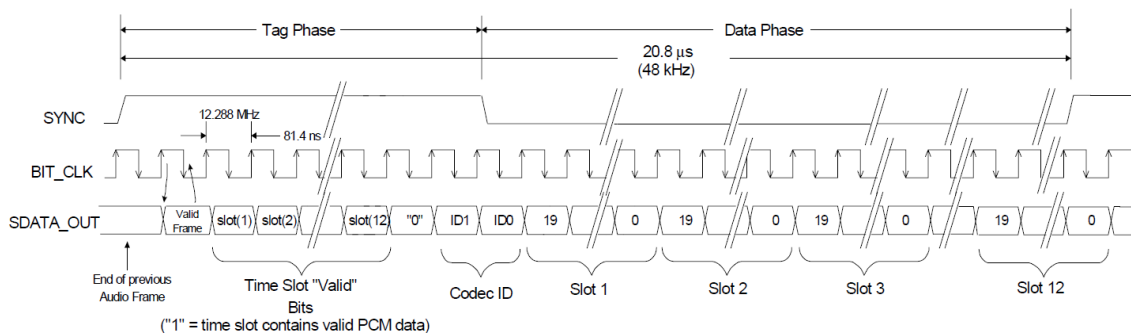 Tag Phase
Data Phase
20.8 μs
(48 kHz)
SYNC
12.288 MHz
81.4 ns
BIT_CLK
SDATA_OUT
Valid
Frame
slot(1)
slot(2)
slot(12)
"0"
ID1
ID0
19
0
19
0
19
0
19
0
End of previous
Audio Frame
Time Slot "Valid"
Bits
("1" = time slot contains valid PCM data)
Codec ID
Slot 1
Slot 2
Slot 3
Slot 12